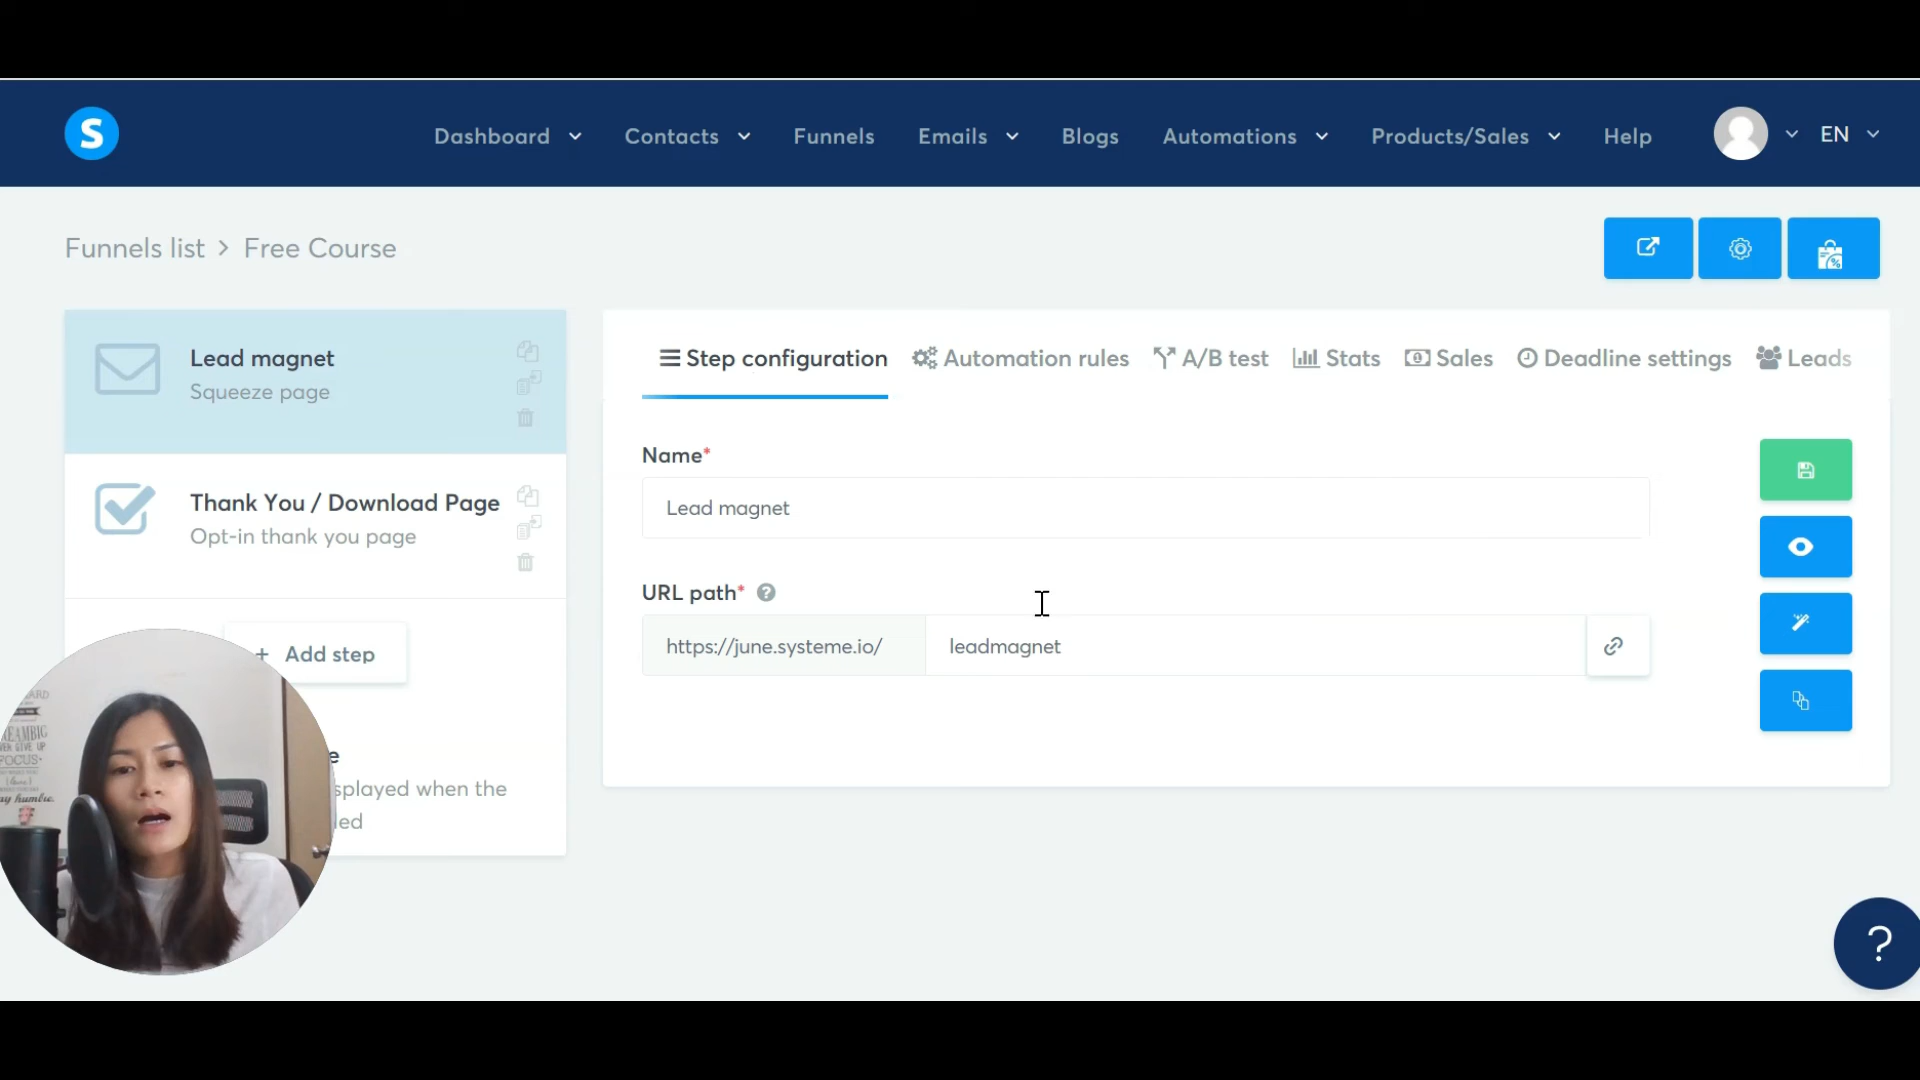 S
Dashboard
Contacts
Funnels
Emails
Blogs
Automations
Products/Sales
Help
EN
Funnels list > Free Course
Lead magnet
Squeeze page
Thank You / Download Page
Opt-in thank you page
+ Add step
splayed when the
Step configuration
Automation rules
A/B test
Stats
Sales
Deadline settings
Leads
Name*
Lead magnet
URL path* ?
https://june.systeme.io/
leadmagnet
?
FOCUS